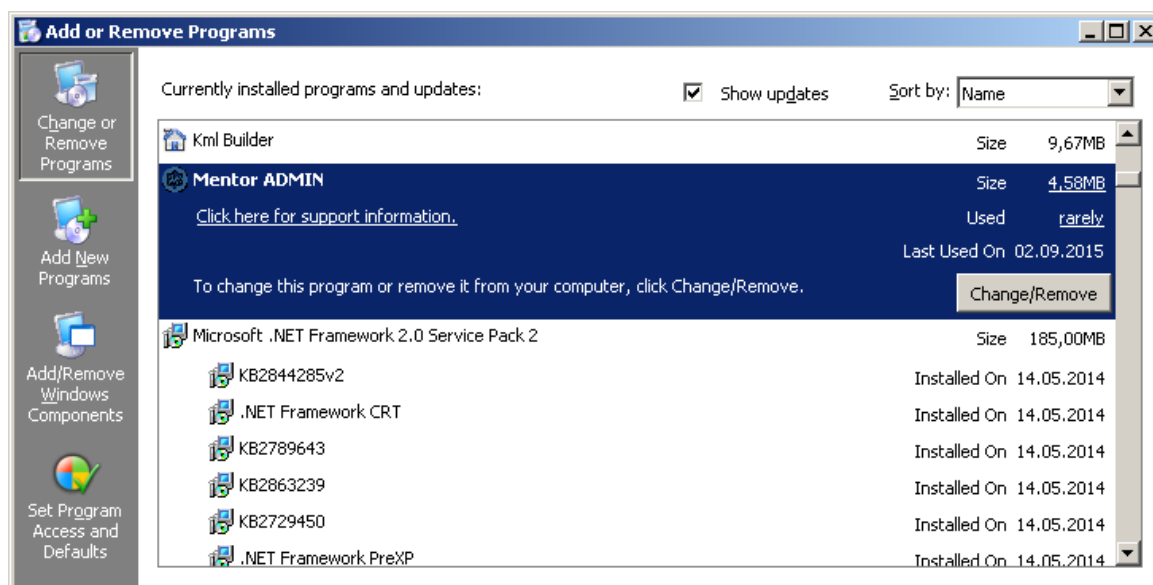 Add or Remove Programs
Change or
Remove
Programs
Add New
Programs
Add/Remove
Windows
Components
Set Program
Access and
Defaults
Currently installed programs and updates:
Show updates
Sort by: Name
Kml Builder Size 9,67MB
Mentor ADMIN Size 4,58MB
Click here for support information. Used rarely
Last Used On 02.09.2015
To change this program or remove it from your computer, click Change/Remove. Change/Remove
Microsoft .NET Framework 2.0 Service Pack 2 Size 185,00MB
KB2844285v2 Installed On 14.05.2014
.NET Framework CRT Installed On 14.05.2014
KB2789643 Installed On 14.05.2014
KB2863239 Installed On 14.05.2014
KB2729450 Installed On 14.05.2014
.NET Framework PreXP Installed On 14.05.2014